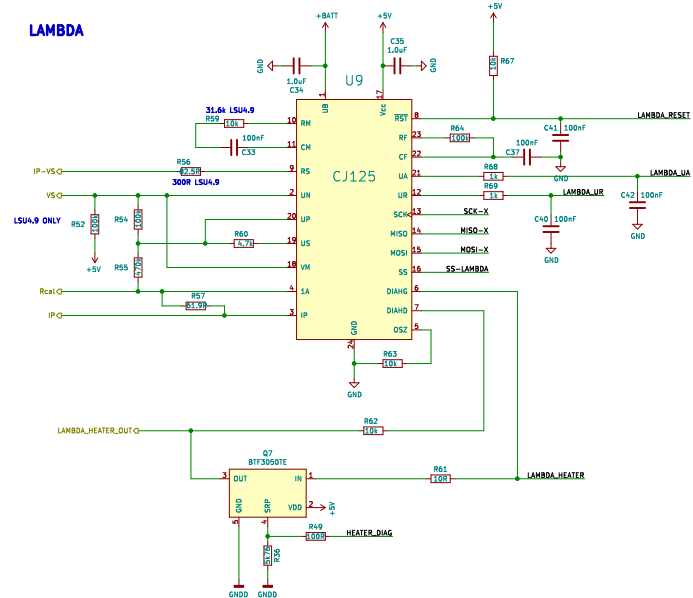 LAMBDA
+BATT
+5V
+5V
GND
1.0uF
C34
C35
1.0uF
GND
10k
R67
U9
1
UB
17
Vcc
31.6k LSU4.9
R59
10k
10
RM
RST
8
LAMBDA_RESET
C41
100nF
GND
100nF
C33
11
CM
RF
23
R64
100k
100nF
C37
CF
22
IP-VS
R56
82.5R
300R LSU4.9
9
RS
CJ125
UA
21
R68
1k
LAMBDA_UA
VS
2
UN
UR
12
R69
1k
LAMBDA_UR
C42
100nF
GND
C40
100nF
GND
LSU4.9 ONLY
R52
100k
+5V
R54
100k
20
UP
SCK
13
SCK-X
R60
4.7k
19
US
MISO
14
MISO-X
MOSI
15
MOSI-X
R55
470k
18
VM
SS
16
SS-LAMBDA
Rcal
4
1A
DIAHG
6
R57
61.9R
DIAHD
7
IP
3
IP
OSZ
5
GND
24
R63
10k
GND
LAMBDA_HEATER_OUT
R62
10k
Q7
BTF3050TE
3
OUT
IN
1
R61
10R
LAMBDA_HEATER
VDD
2
+5V
GND
5
SRP
4
R49
100R
HEATER_DIAG
5k76
R36
GNDD
GNDD